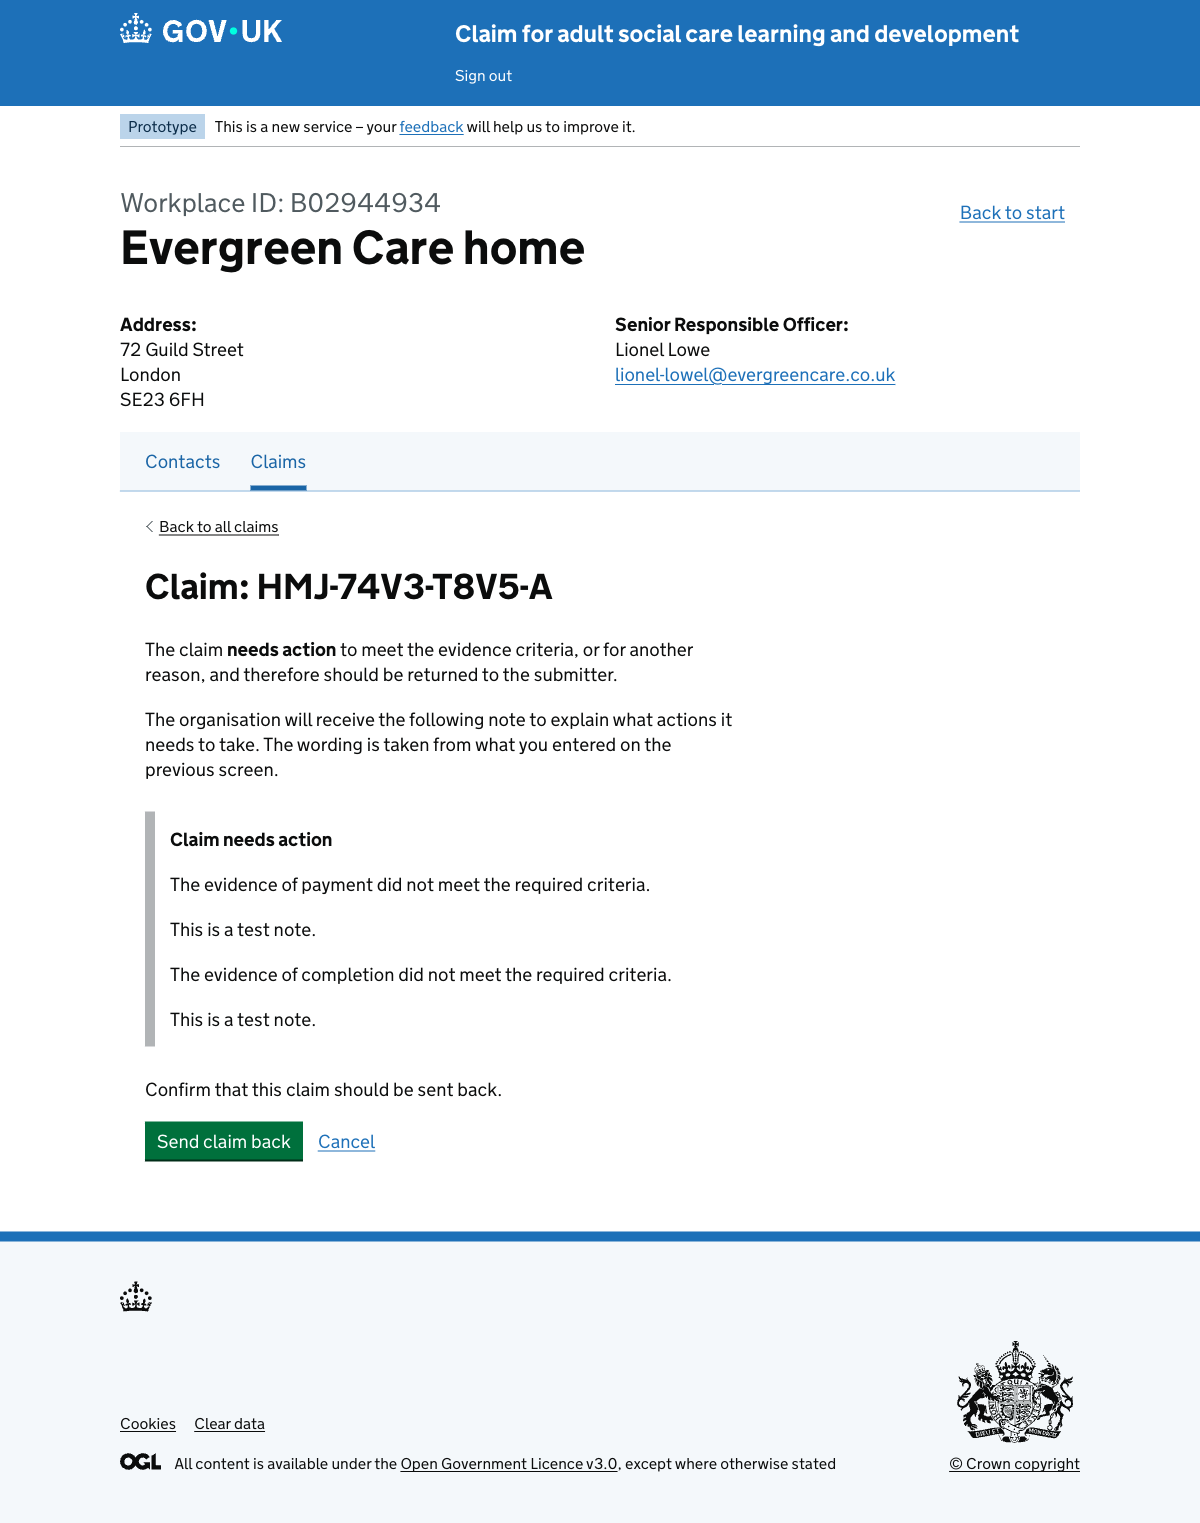 GOV·UK
Claim for adult social care learning and development
Sign out
Prototype This is a new service – your feedback will help us to improve it.
Workplace ID: B02944934
Back to start
Evergreen Care home
Address:
72 Guild Street
London
SE23 6FH
Senior Responsible Officer:
Lionel Lowe
lionel-lowel@evergreencare.co.uk
Contacts Claims
Back to all claims
Claim: HMJ-74V3-T8V5-A
The claim needs action to meet the evidence criteria, or for another
reason, and therefore should be returned to the submitter.
The organisation will receive the following note to explain what actions it
needs to take. The wording is taken from what you entered on the
previous screen.
Claim needs action
The evidence of payment did not meet the required criteria.
This is a test note.
The evidence of completion did not meet the required criteria.
This is a test note.
Confirm that this claim should be sent back.
Send claim back Cancel
Cookies Clear data
OGL All content is available under the Open Government Licence v3.0, except where otherwise stated
© Crown copyright